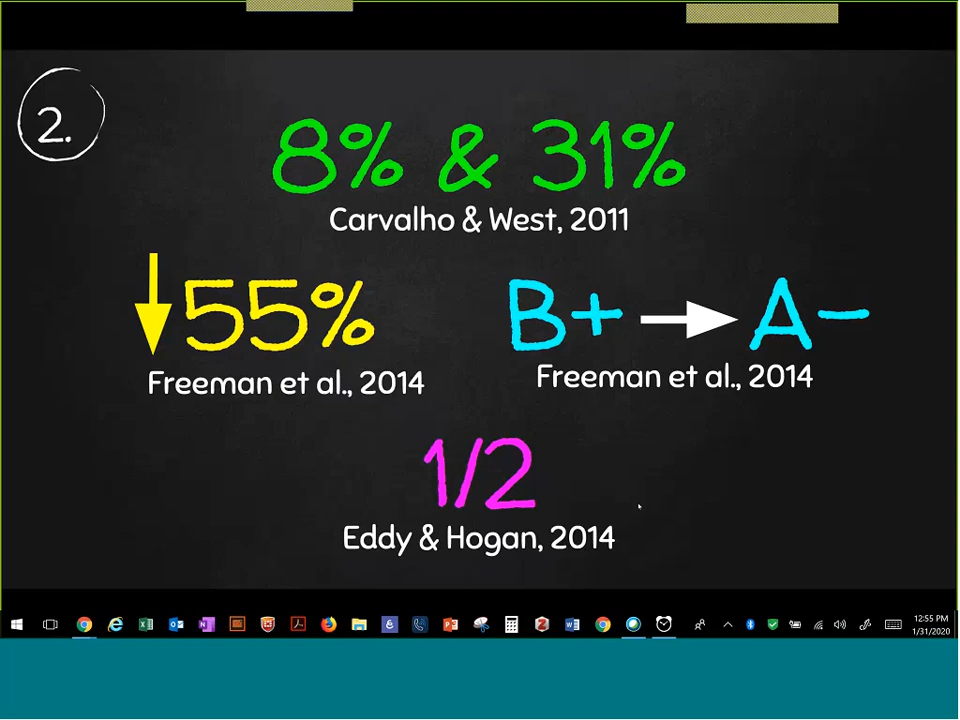 2.
8% & 31%
Carvalho & West, 2011
55%
Freeman et al., 2014
B+ A-
Freeman et al., 2014
1/2
Eddy & Hogan, 2014
12:55 PM
1/31/2020